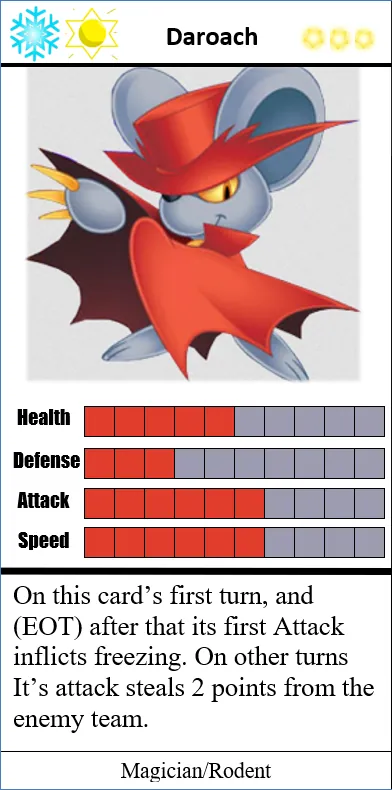 Daroach
Health
Defense
Attack
Speed
On this card's first turn, and
(EOT) after that its first Attack
inflicts freezing. On other turns
It's attack steals 2 points from the
enemy team.
Magician/Rodent